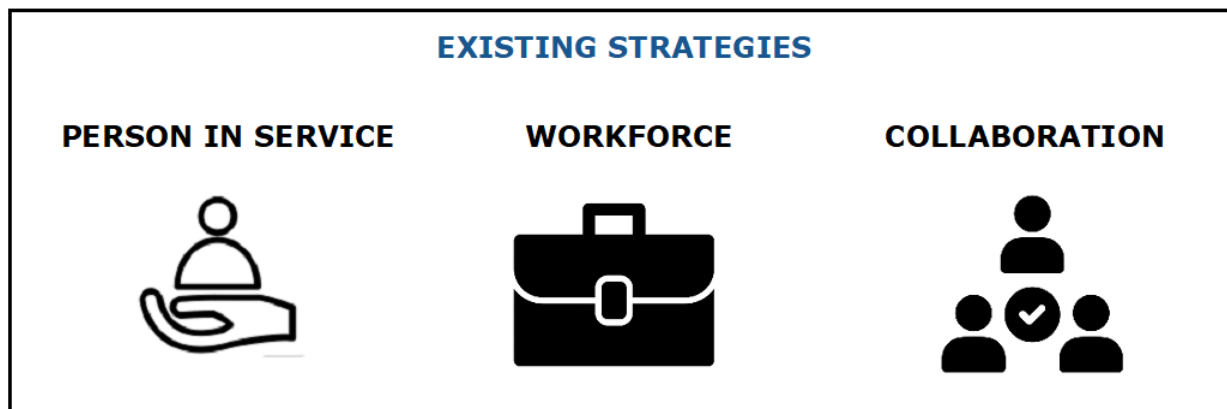 EXISTING STRATEGIES
PERSON IN SERVICE
WORKFORCE
COLLABORATION